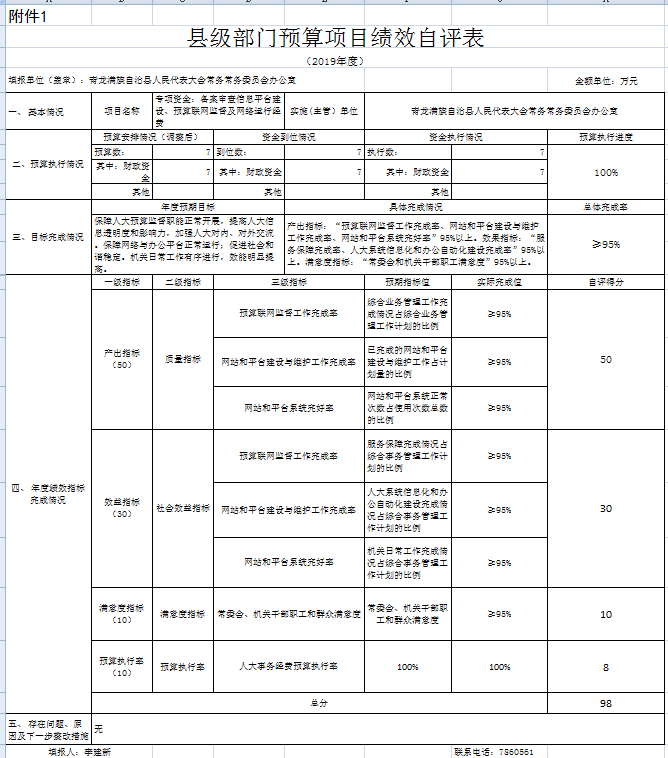 附件1
县级部门预算项目绩效自评表
（2019年度）
填报单位（盖章）：青龙满族自治县人民代表大会常务常务委员会办公室 金额单位：万元
一、基本情况 项目名称 专项资金：备案审查信息平台建设、预算联网监督及网络运行经费 实施(主管）单位 青龙满族自治县人民代表大会常务常务委员会办公室
二、预算执行情况 预算安排情况（调整后） 资金到位情况 资金执行情况 预算执行进度
预算数： 7 到位数： 7 执行数： 7 100%
其中：财政资金 7 其中：财政资金 7 其中：财政资金 7
其他 其他 其他
三、目标完成情况 年度预期目标 具体完成情况 总体完成率
保障人大预算监督职能正常开展，提高人大信
息透明度和影响力，加强人大对内、对外交流
。保障网络与办公平台正常运行；促进社会和
谐稳定。机关日常工作有序进行，效能明显提
高。
产出指标：“预算联网监督工作完成率、网站和平台建设与维护
工作完成率、网站和平台系统完好率”95%以上。效果指标：“服
务保障完成率、人大系统信息化和办公自动化建设完成率”95%以
上。满意度指标：“常委会和机关干部职工满意度”95%以上。
≥95%
四、年度绩效指标完成情况 一级指标 二级指标 三级指标 预期指标值 实际完成值 自评得分
产出指标（50） 质量指标 预算联网监督工作完成率 综合业务管理工作完成情况占综合业务管理工作计划的比例 ≥95% 50
网站和平台建设与维护工作完成率 已完成的网站和平台建设与维护工作占计划量的比例 ≥95%
网站和平台系统完好率 网站和平台系统正常次数占使用次数总数的比例 ≥95%
效益指标（30） 社会效益指标 预算联网监督工作完成率 服务保障完成情况占综合事务管理工作计划的比例 ≥95% 30
网站和平台建设与维护工作完成率 人大系统信息化和办公自动化建设完成情况占综合事务管理工作计划的比例 ≥95%
网站和平台系统完好率 机关日常工作完成情况占综合事务管理工作计划的比例 ≥95%
满意度指标（10） 满意度指标 常委会、机关干部职工和群众满意度 常委会、机关干部职工和群众满意度 ≥95% 10
预算执行率（10） 预算执行率 人大事务经费预算执行率 100% 100% 8
总分 98
五、存在问题、原因及下一步整改措施 无
填报人：李建新 联系电话：7860561